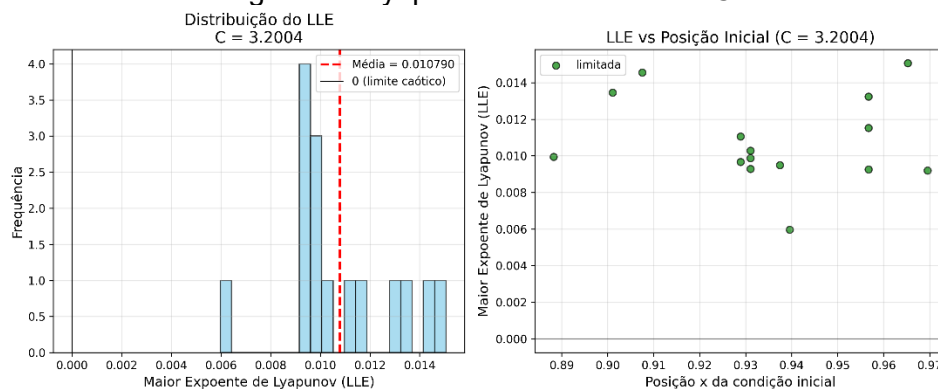 Distribuição do LLE
C = 3.2004
Frequência
4.0
3.5
3.0
2.5
2.0
1.5
1.0
0.5
0.0
Média = 0.010790
0 (limite caótico)
0.000 0.002 0.004 0.006 0.008 0.010 0.012 0.014
Maior Expoente de Lyapunov (LLE)
LLE vs Posição Inicial (C = 3.2004)
Maior Expoente de Lyapunov (LLE)
0.014
0.012
0.010
0.008
0.006
0.004
0.002
0.000
limitada
0.89 0.90 0.91 0.92 0.93 0.94 0.95 0.96 0.97
Posição x da condição inicial